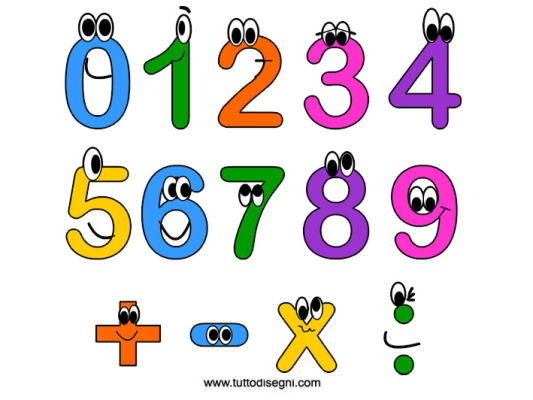 0 1 2 3 4
5 6 7 8 9
+ - x ÷
www.tuttodisegni.com